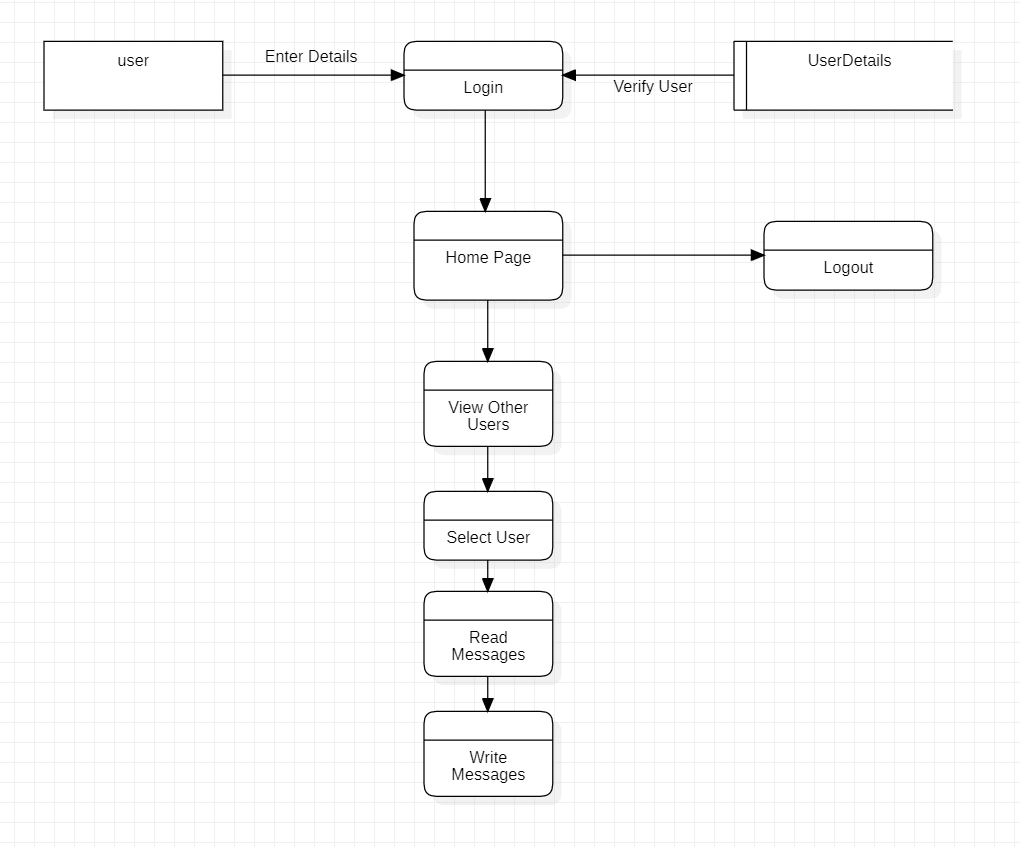 user
Enter Details
Login
Verify User
UserDetails
Home Page
Logout
View Other
Users
Select User
Read
Messages
Write
Messages